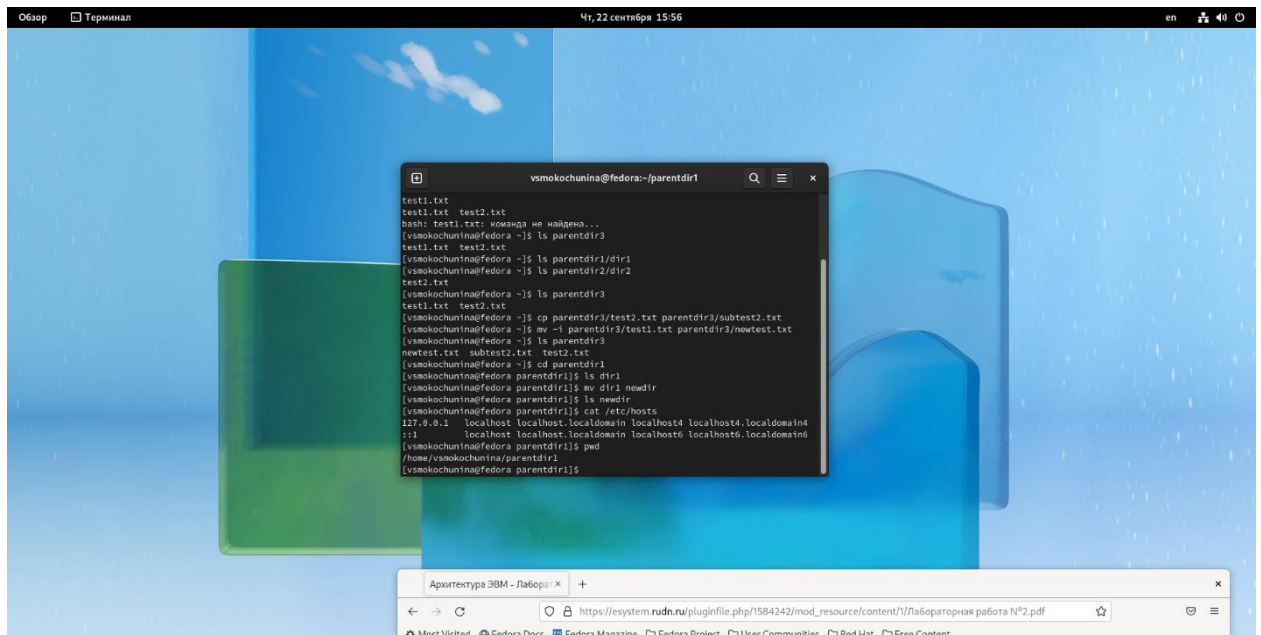 Обзор Терминал Чт, 22 сентября 15:56 en
vsmokochunina@fedora:~/parentdir1
test1.txt
test1.txt test2.txt
bash: test1.txt: команда не найдена...
[vsmokochunina@fedora ~]$ ls parentdir3
test1.txt test2.txt
[vsmokochunina@fedora ~]$ ls parentdir1/dir1
[vsmokochunina@fedora ~]$ ls parentdir2/dir2
test2.txt
[vsmokochunina@fedora ~]$ ls parentdir3
test1.txt test2.txt
[vsmokochunina@fedora ~]$ cp parentdir3/test2.txt parentdir3/subtest2.txt
[vsmokochunina@fedora ~]$ mv -i parentdir3/test1.txt parentdir3/newtest.txt
[vsmokochunina@fedora ~]$ ls parentdir3
newtest.txt subtest2.txt test2.txt
[vsmokochunina@fedora ~]$ cd parentdir1
[vsmokochunina@fedora parentdir1]$ ls dir1
[vsmokochunina@fedora parentdir1]$ mv dir1 newdir
[vsmokochunina@fedora parentdir1]$ ls newdir
[vsmokochunina@fedora parentdir1]$ cat /etc/hosts
127.0.0.1 localhost localhost.localdomain localhost4 localhost4.localdomain4
::1 localhost localhost.localdomain localhost6 localhost6.localdomain6
[vsmokochunina@fedora parentdir1]$ pwd
/home/vsmokochunina/parentdir1
[vsmokochunina@fedora parentdir1]$
Архитектура ЭВМ - Лаборат
https://esystem.rudn.ru/pluginfile.php/1584242/mod_resource/content/1/Лабораторная работа №2.pdf
Most Visited Fedora Docs Fedora Magazine Fedora Project User Communities Red Hat Free Content